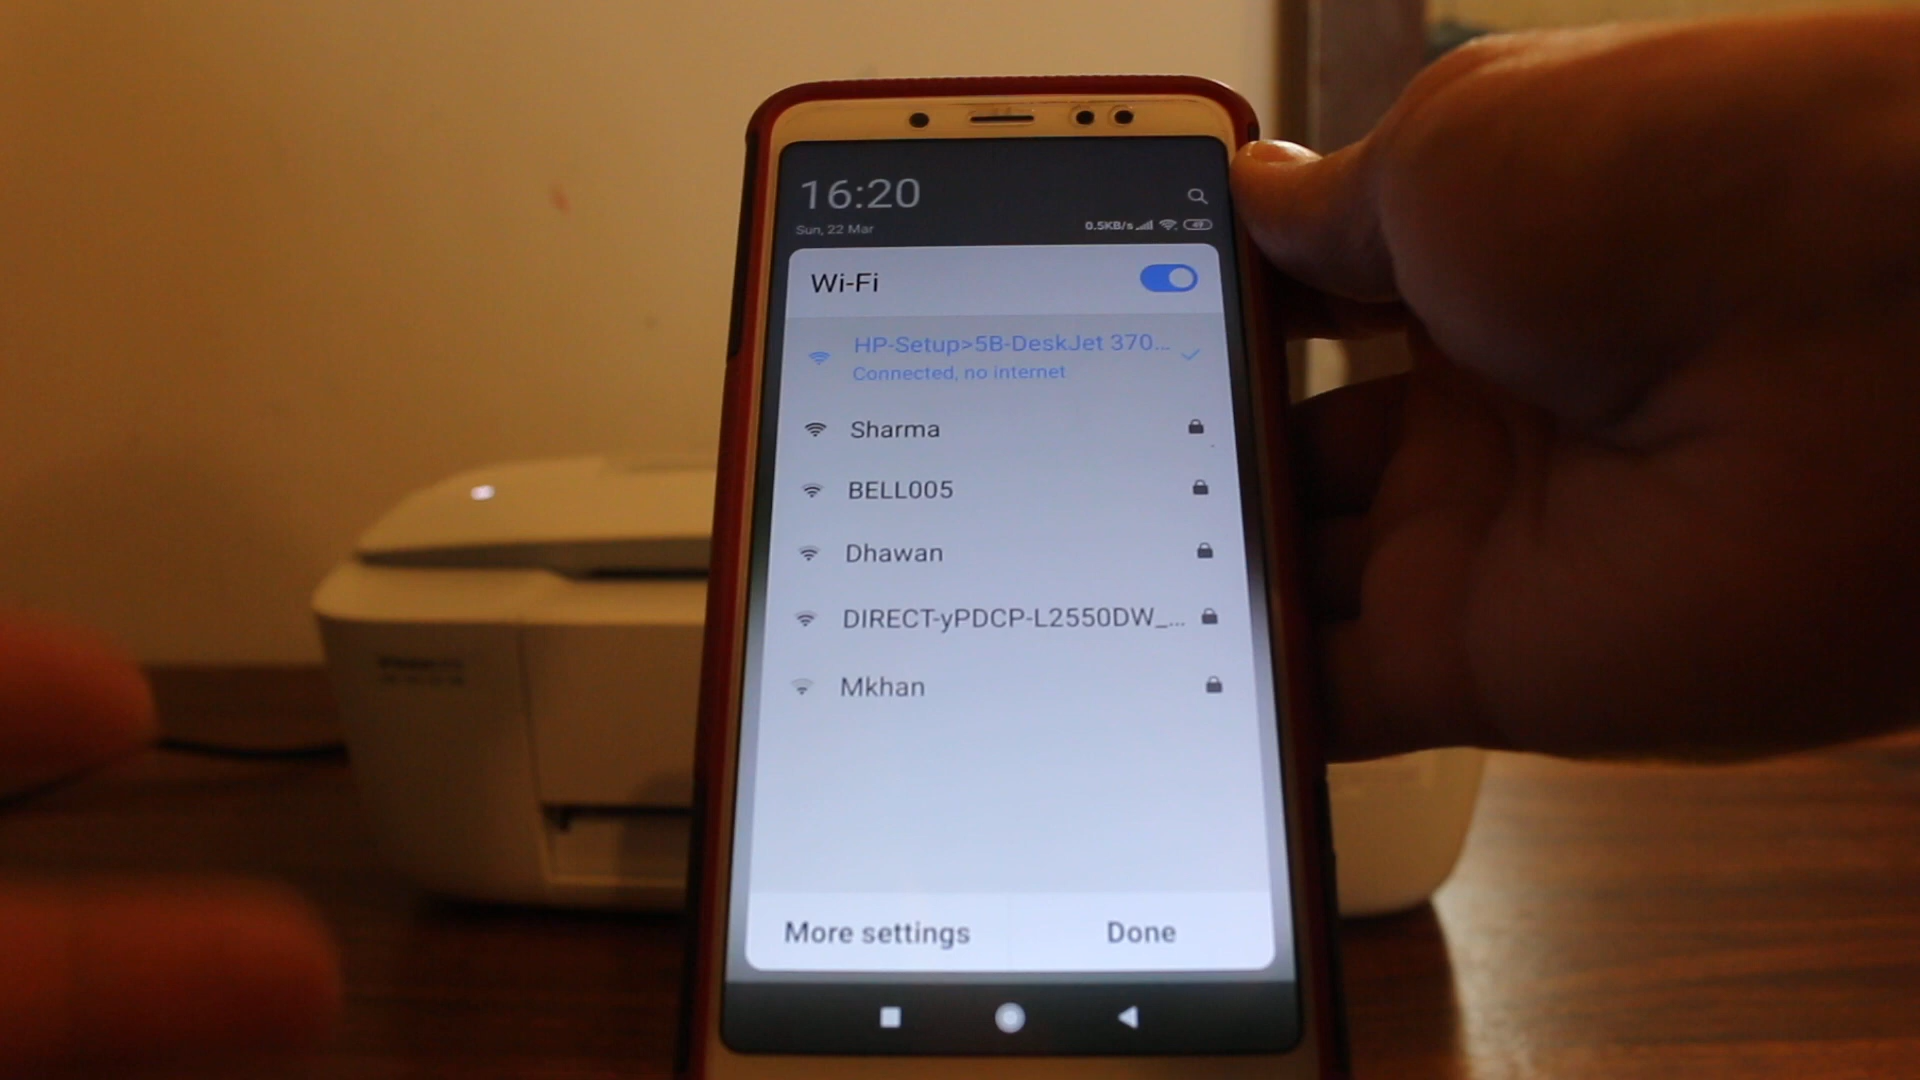 16:20
Sun, 22 Mar
0.5KB/s
Wi-Fi
HP-Setup>5B-DeskJet 370...
Connected, no internet
Sharma
BELL005
Dhawan
DIRECT-yPDCP-L2550DW_...
Mkhan
More settings
Done